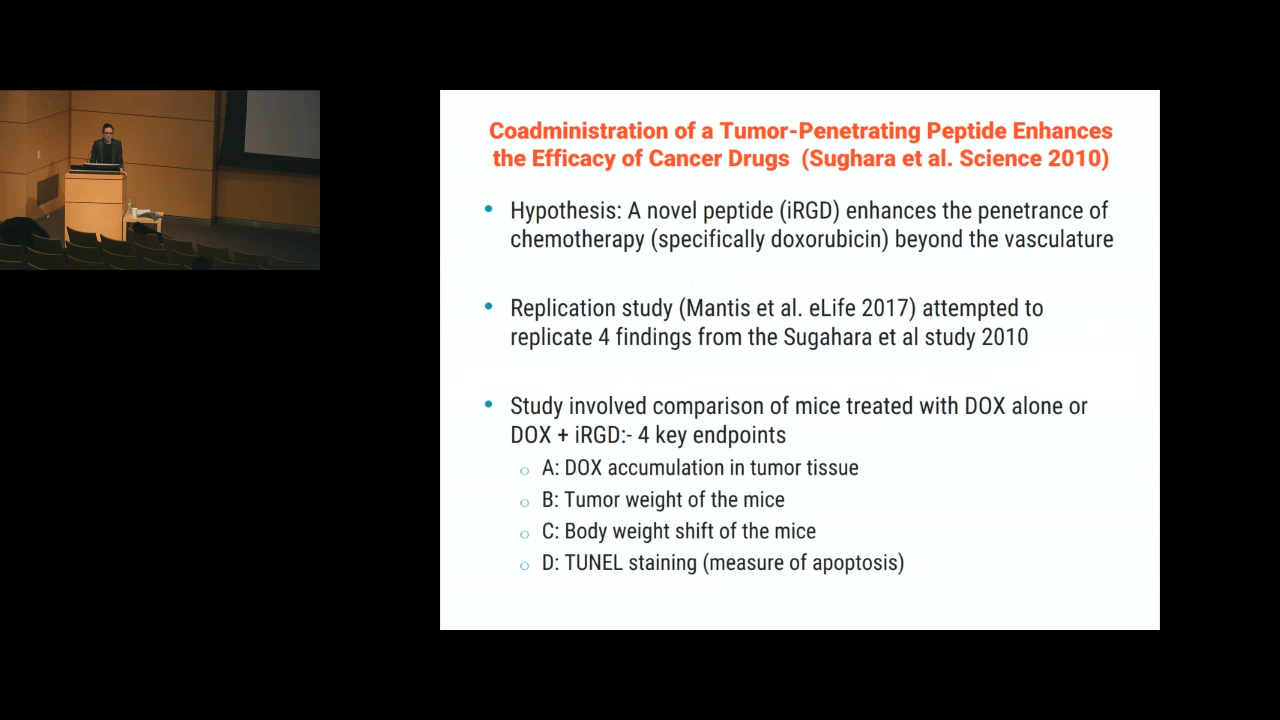 Coadministration of a Tumor-Penetrating Peptide Enhances
the Efficacy of Cancer Drugs (Sughara et al. Science 2010)
• Hypothesis: A novel peptide (iRGD) enhances the penetrance of
chemotherapy (specifically doxorubicin) beyond the vasculature
• Replication study (Mantis et al. eLife 2017) attempted to
replicate 4 findings from the Sugahara et al study 2010
• Study involved comparison of mice treated with DOX alone or
DOX + iRGD:- 4 key endpoints
o A: DOX accumulation in tumor tissue
o B: Tumor weight of the mice
o C: Body weight shift of the mice
o D: TUNEL staining (measure of apoptosis)